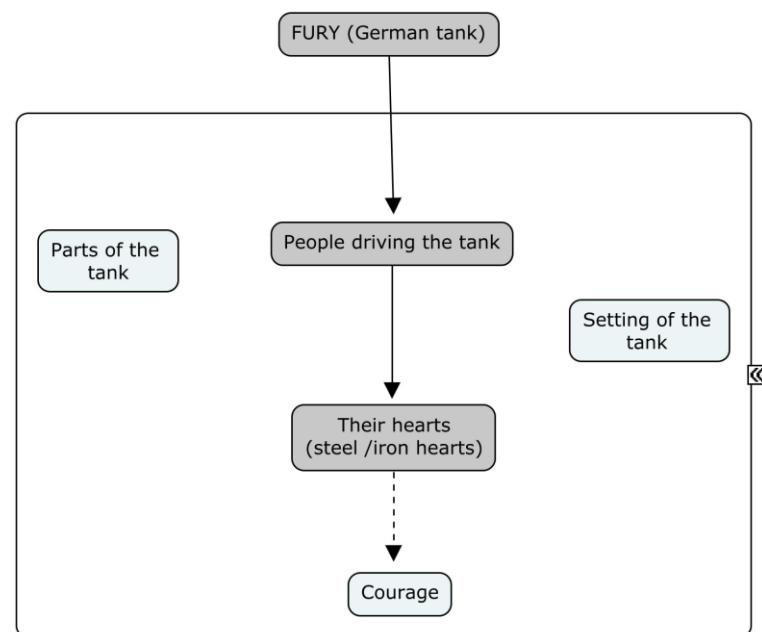 FURY (German tank)
People driving the tank
Parts of the
tank
Setting of the
tank
Their hearts
(steel /iron hearts)
Courage